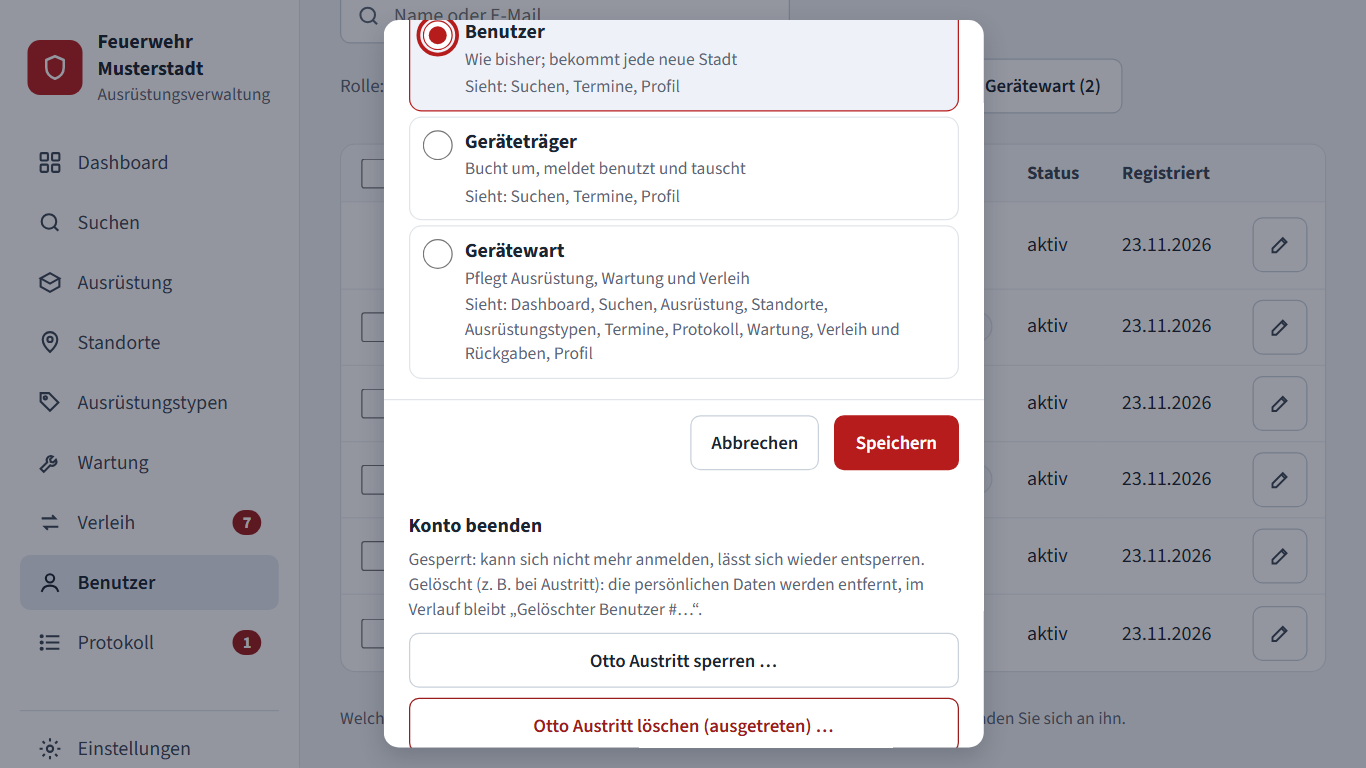 Feuerwehr
Musterstadt
Ausrüstungsverwaltung
Dashboard
Suchen
Ausrüstung
Standorte
Ausrüstungstypen
Wartung
Verleih 7
Benutzer
Protokoll 1
Einstellungen
Name oder E-Mail
Rolle:
Gerätewart (2)
Status Registriert
aktiv 23.11.2026
aktiv 23.11.2026
aktiv 23.11.2026
aktiv 23.11.2026
aktiv 23.11.2026
aktiv 23.11.2026
den Sie sich an ihn.
Benutzer
Wie bisher; bekommt jede neue Stadt
Sieht: Suchen, Termine, Profil
Geräteträger
Bucht um, meldet benutzt und tauscht
Sieht: Suchen, Termine, Profil
Gerätewart
Pflegt Ausrüstung, Wartung und Verleih
Sieht: Dashboard, Suchen, Ausrüstung, Standorte,
Ausrüstungstypen, Termine, Protokoll, Wartung, Verleih und
Rückgaben, Profil
Abbrechen
Speichern
Konto beenden
Gesperrt: kann sich nicht mehr anmelden, lässt sich wieder entsperren.
Gelöscht (z. B. bei Austritt): die persönlichen Daten werden entfernt, im
Verlauf bleibt „Gelöschter Benutzer #…“.
Otto Austritt sperren …
Otto Austritt löschen (ausgetreten) …